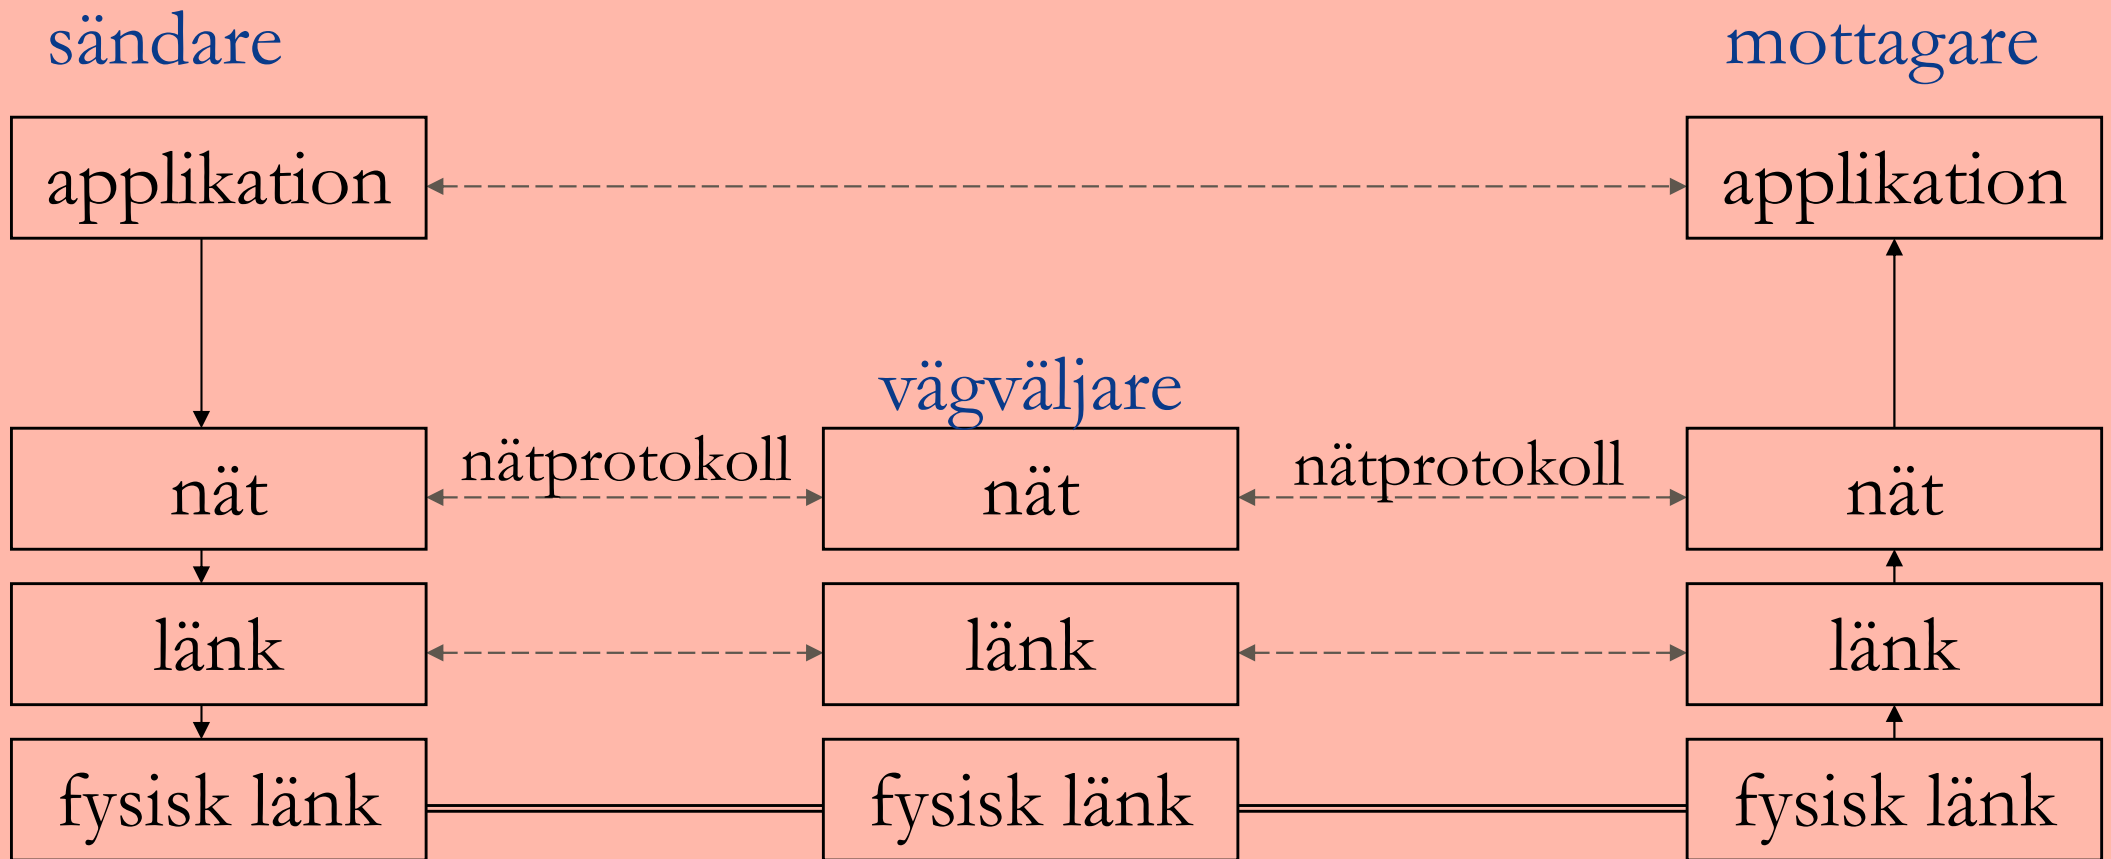 sändare
mottagare
applikation
applikation
vägväljare
nät
nätprotokoll
nät
nätprotokoll
nät
länk
länk
länk
fysisk länk
fysisk länk
fysisk länk